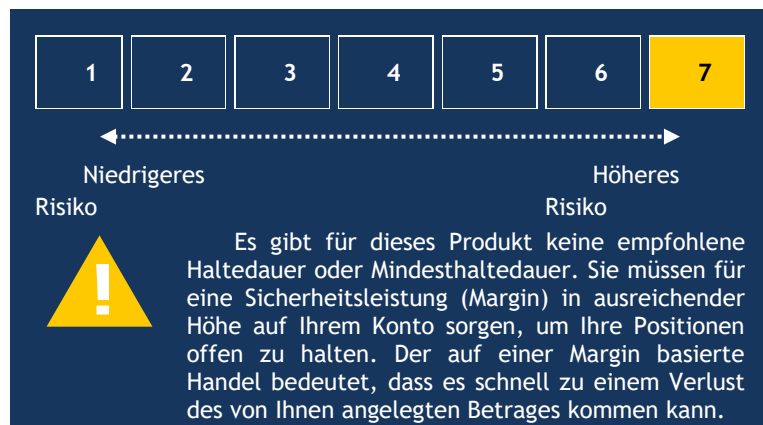 1 2 3 4 5 6 7
Niedrigeres Höheres
Risiko Risiko
!
Es gibt für dieses Produkt keine empfohlene
Haltedauer oder Mindesthaltedauer. Sie müssen für
eine Sicherheitsleistung (Margin) in ausreichender
Höhe auf Ihrem Konto sorgen, um Ihre Positionen
offen zu halten. Der auf einer Margin basierte
Handel bedeutet, dass es schnell zu einem Verlust
des von Ihnen angelegten Betrages kommen kann.